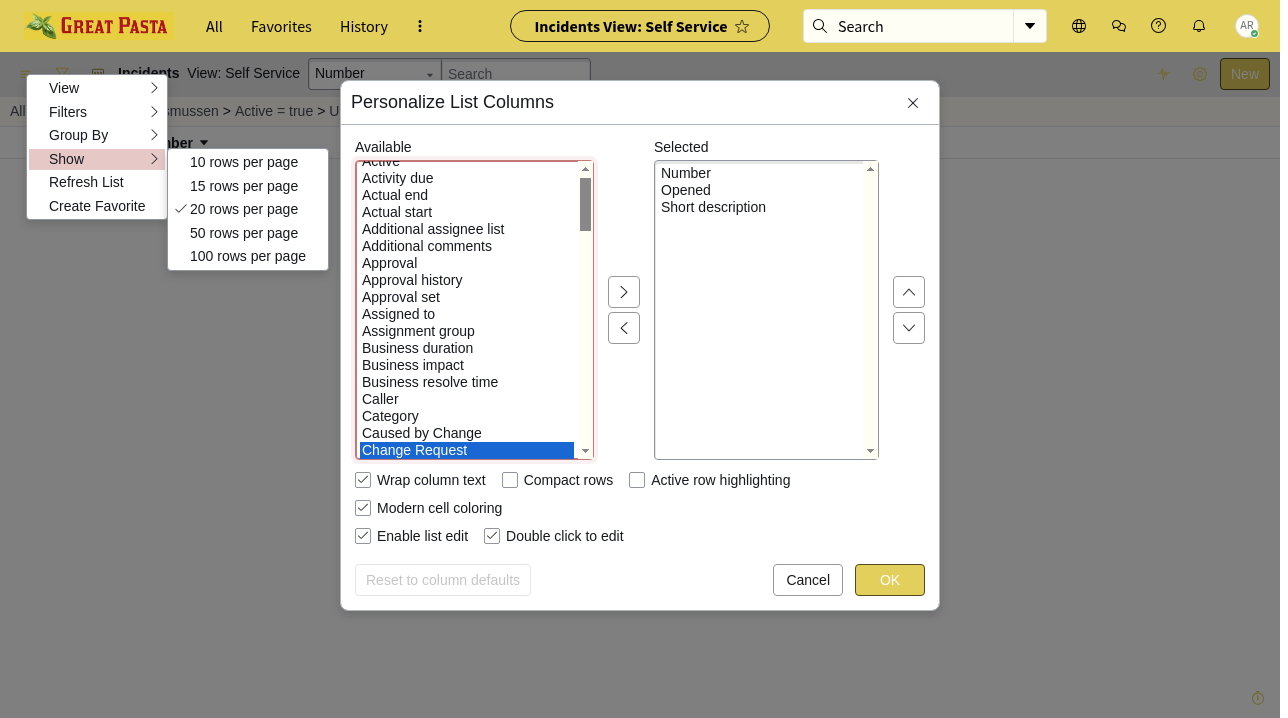 GREAT PASTA
All
Favorites
History
Incidents View: Self Service
Search
AR
Incidents View: Self Service
Number
Search
New
All
smussen > Active = true > U
mber
View
Filters
Group By
Show
Refresh List
Create Favorite
10 rows per page
15 rows per page
20 rows per page
50 rows per page
100 rows per page
Personalize List Columns
Available
Active
Activity due
Actual end
Actual start
Additional assignee list
Additional comments
Approval
Approval history
Approval set
Assigned to
Assignment group
Business duration
Business impact
Business resolve time
Caller
Category
Caused by Change
Change Request
Selected
Number
Opened
Short description
Wrap column text
Compact rows
Active row highlighting
Modern cell coloring
Enable list edit
Double click to edit
Reset to column defaults
Cancel
OK